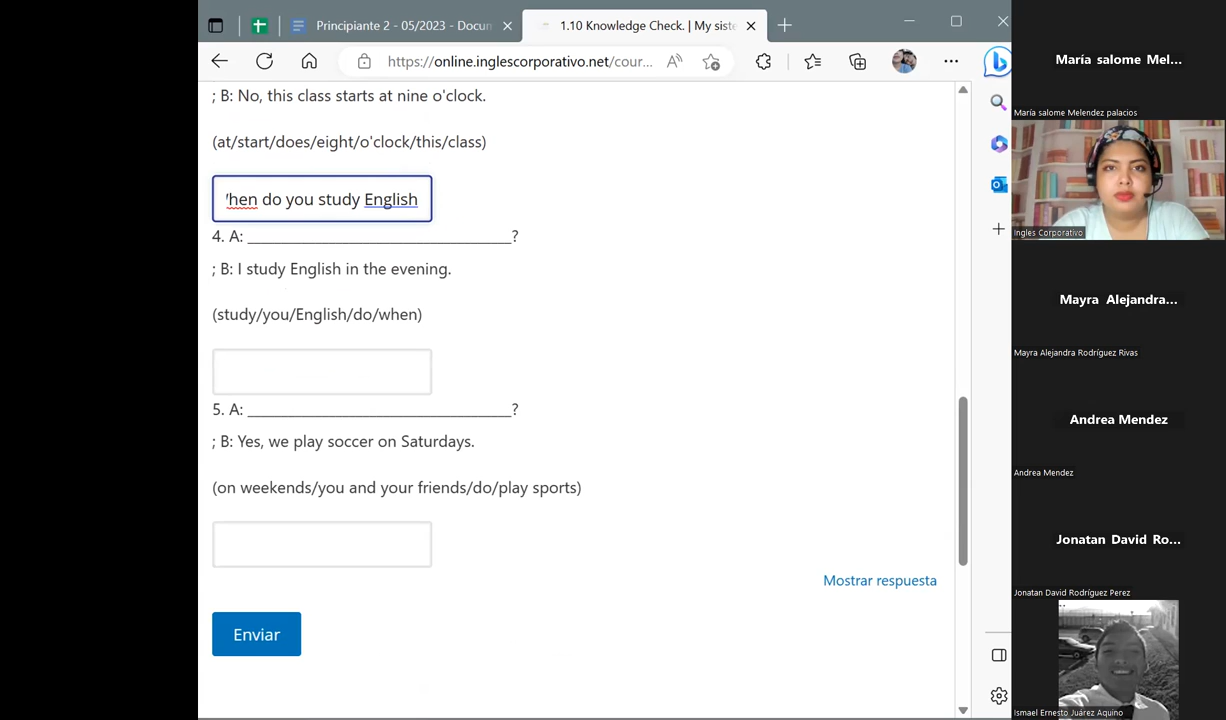 Principiante 2 - 05/2023 - Docun
1.10 Knowledge Check. | My siste
https://online.inglescorporativo.net/cour...
; B: No, this class starts at nine o'clock.
(at/start/does/eight/o'clock/this/class)
hen do you study English
4. A: ______________________________?
; B: I study English in the evening.
(study/you/English/do/when)
5. A: ______________________________?
; B: Yes, we play soccer on Saturdays.
(on weekends/you and your friends/do/play sports)
Mostrar respuesta
Enviar
María salome Mel...
María salome Melendez palacios
Ingles Corporativo
Mayra Alejandra...
Mayra Alejandra Rodríguez Rivas
Andrea Mendez
Andrea Mendez
Jonatan David Ro...
Jonatan David Rodríguez Perez
Ismael Ernesto Juárez Aquino